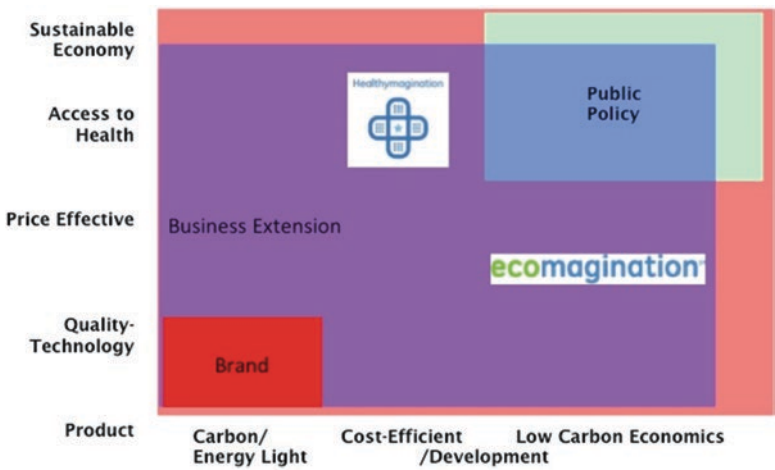 Sustainable
Economy
Healthymagination
Public
Policy
Access to
Health
Price Effective
Business Extension
ecomagination
Quality-
Technology
Brand
Product
Carbon/
Energy Light
Cost-Efficient
/Development
Low Carbon Economics